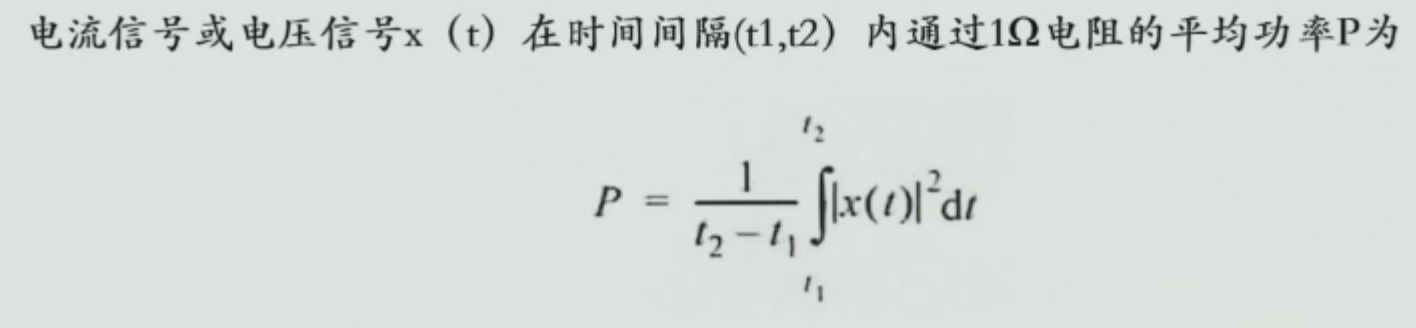 电流信号或电压信号x（t）在时间间隔(t1,t2）内通过1Ω电阻的平均功率P为
P = \frac{1}{t_2 - t_1} \int_{t_1}^{t_2} |x(t)|^2 dt